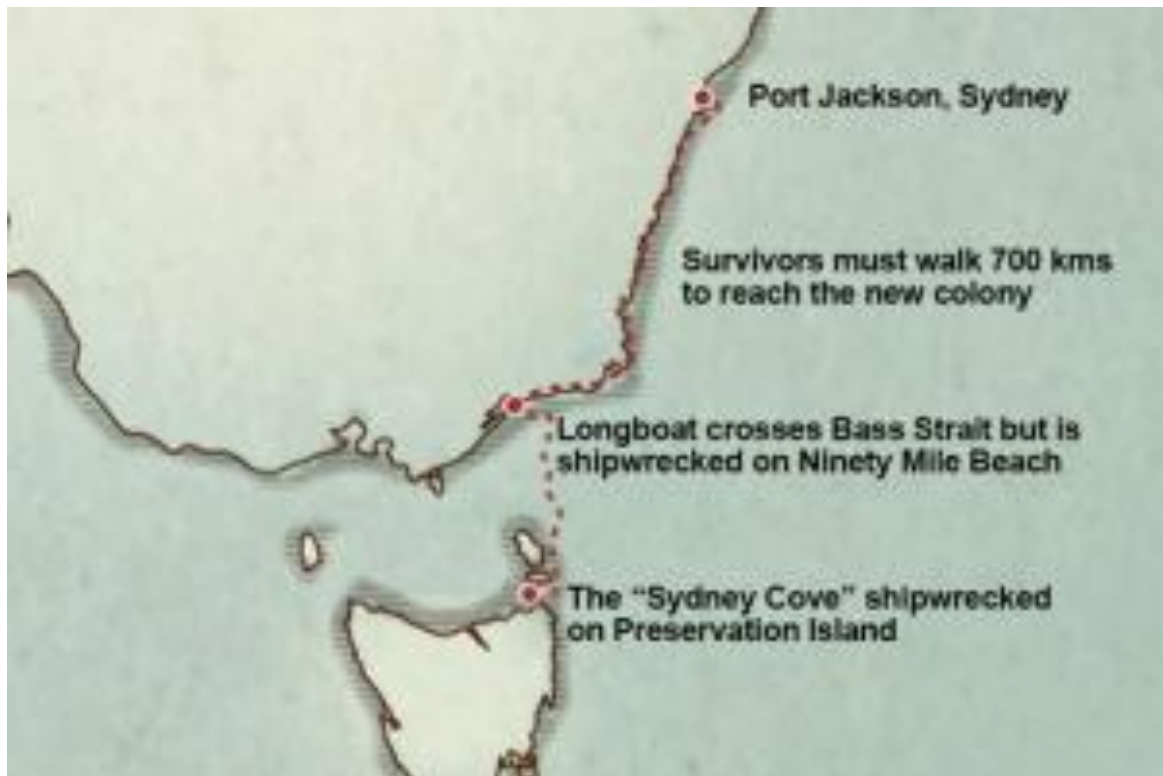 Port Jackson, Sydney
Survivors must walk 700 kms
to reach the new colony
Longboat crosses Bass Strait but is
shipwrecked on Ninety Mile Beach
The “Sydney Cove” shipwrecked
on Preservation Island